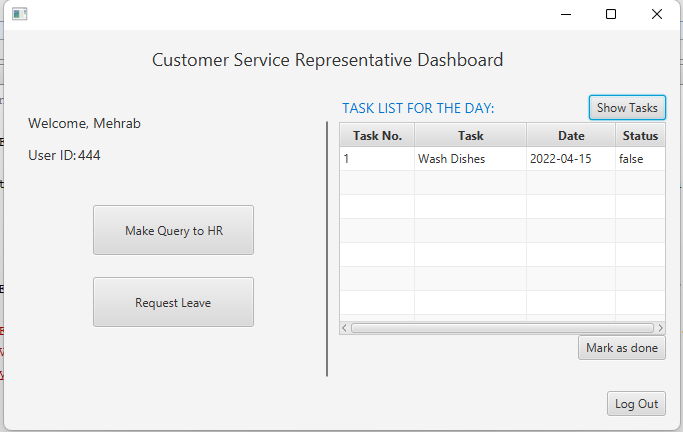 Customer Service Representative Dashboard
Welcome, Mehrab
User ID: 444
Make Query to HR
Request Leave
TASK LIST FOR THE DAY:
Show Tasks
Task No. Task Date Status
1 Wash Dishes 2022-04-15 false
Mark as done
Log Out